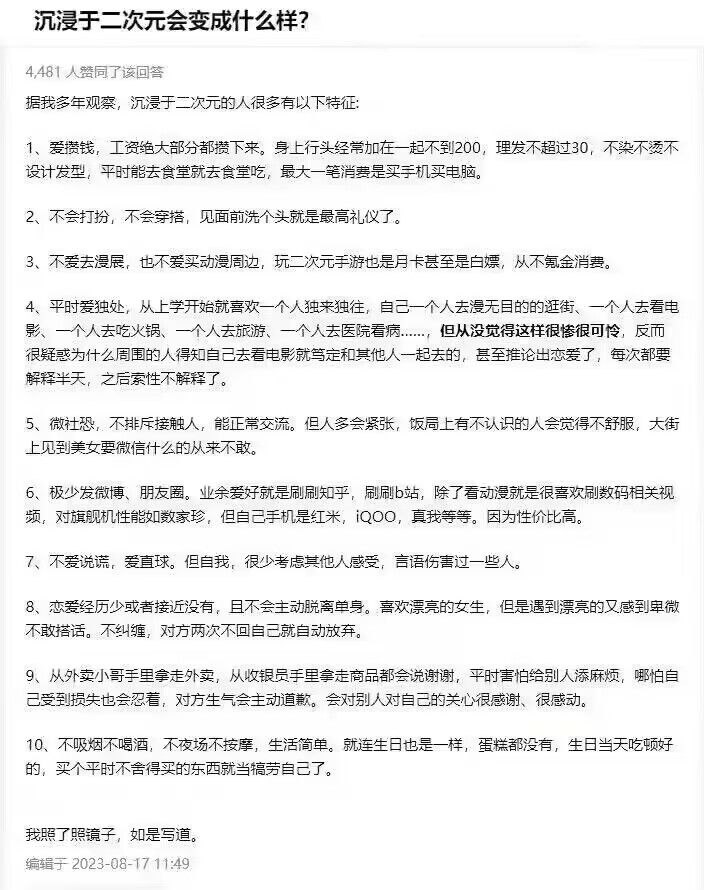 沉浸于二次元会变成什么样?
4,481 人赞同了该回答
据我多年观察，沉浸于二次元的人很多有以下特征:
1、爱攒钱，工资绝大部分都攒下来。身上行头经常加在一起不到200，理发不超过30，不染不烫不
设计发型，平时能去食堂就去食堂吃，最大一笔消费是买手机买电脑。
2、不会打扮，不会穿搭，见面前洗个头就是最高礼仪了。
3、不爱去漫展，也不爱买动漫周边，玩二次元手游也是月卡甚至是白嫖，从不氪金消费。
4、平时爱独处，从上学开始就喜欢一个人独来独往，自己一个人去漫无目的的逛街、一个人去看电
影、一个人去吃火锅、一个人去旅游、一个人去医院看病......，但从没觉得这样很惨很可怜，反而
很疑惑为什么周围的人得知自己去看电影就笃定和其他人一起去的，甚至推论出恋爱了，每次都要
解释半天，之后索性不解释了。
5、微社恐，不排斥接触人，能正常交流。但人多会紧张，饭局上有不认识的人会觉得不舒服，大街
上见到美女要微信什么的从来不敢。
6、极少发微博、朋友圈。业余爱好就是刷刷知乎，刷刷b站，除了看动漫就是很喜欢刷数码相关视
频，对旗舰机性能如数家珍，但自己手机是红米，iQOO，真我等等。因为性价比高。
7、不爱说谎，爱直球。但自我，很少考虑其他人感受，言语伤害过一些人。
8、恋爱经历少或者接近没有，且不会主动脱离单身。喜欢漂亮的女生，但是遇到漂亮的又感到卑微
不敢搭话。不纠缠，对方两次不回自己就自动放弃。
9、从外卖小哥手里拿走外卖，从收银员手里拿走商品都会说谢谢，平时害怕给别人添麻烦，哪怕自
己受到损失也会忍着，对方生气会主动道歉。会对别人对自己的关心很感谢、很感动。
10、不吸烟不喝酒，不夜场不按摩，生活简单。就连生日也是一样，蛋糕都没有，生日当天吃顿好
的，买个平时不舍得买的东西就当犒劳自己了。
我照了照镜子，如是写道。
编辑于 2023-08-17 11:49